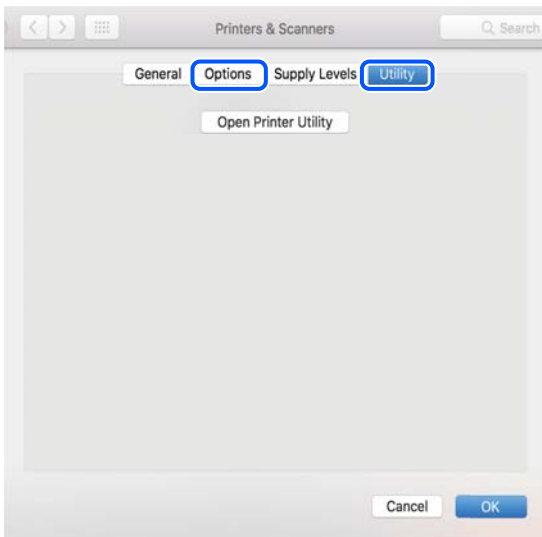 Printers & Scanners Search
General Options Supply Levels Utility
Open Printer Utility
Cancel OK